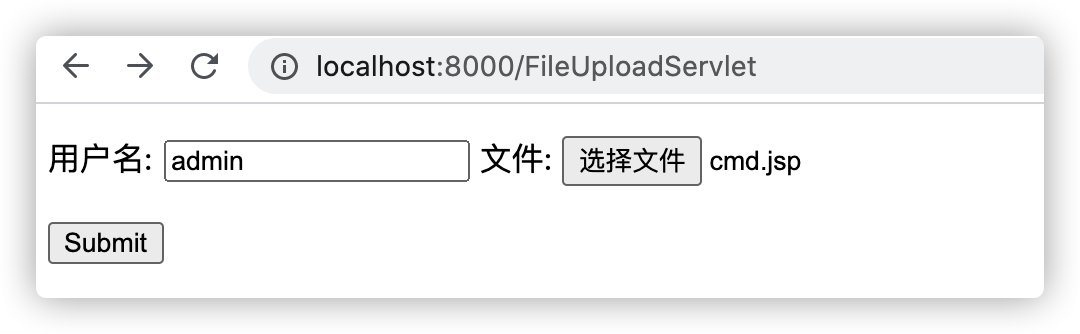 localhost:8000/FileUploadServlet
用户名: admin 文件: 选择文件 cmd.jsp
Submit